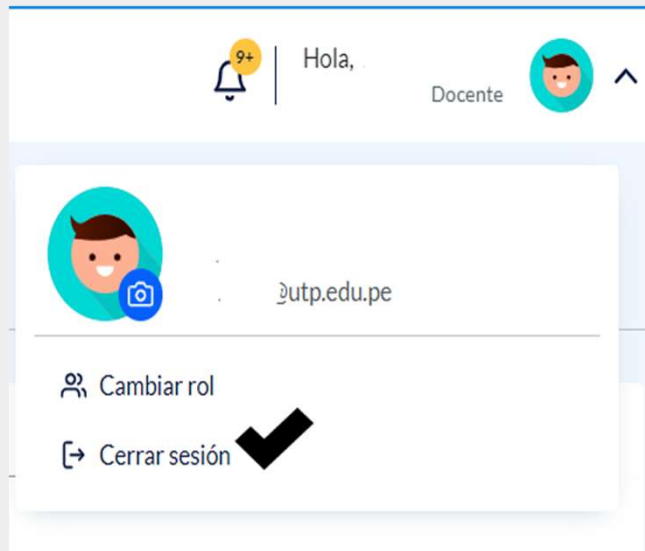 9+
Hola,
Docente
@utp.edu.pe
Cambiar rol
Cerrar sesión